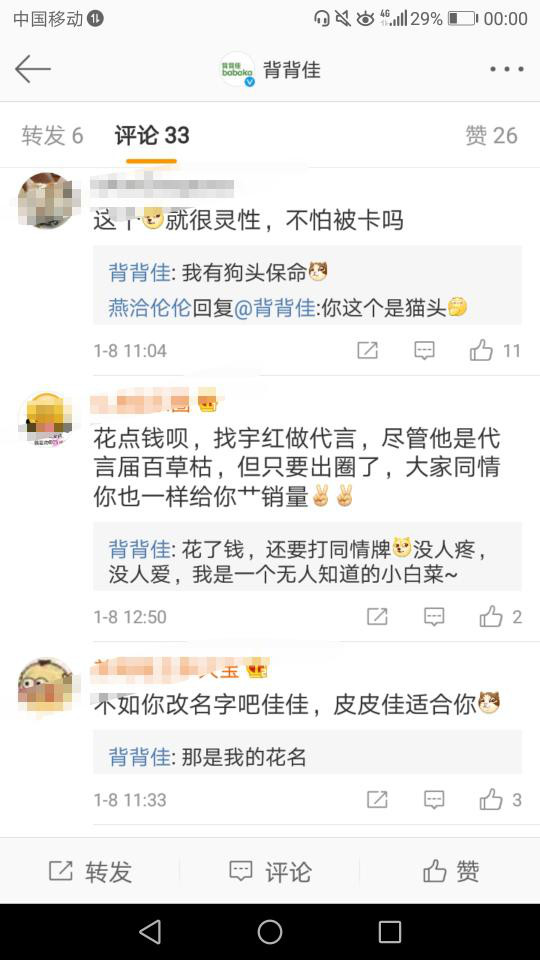 中国移动
4G 29% 00:00
背背佳 babaka
背背佳
转发 6 评论 33 赞 26
这个就很灵性，不怕被卡吗
背背佳: 我有狗头保命
燕洽伦伦回复@背背佳:你这个是猫头
1-8 11:04 11
花点钱呗，找宇红做代言，尽管他是代
言届百草枯，但只要出圈了，大家同情
你也一样给你艹销量
背背佳: 花了钱，还要打同情牌没人疼，
没人爱，我是一个无人知道的小白菜~
1-8 12:50 2
不如你改名字吧佳佳，皮皮佳适合你
背背佳: 那是我的花名
1-8 11:33 3
转发 评论 赞